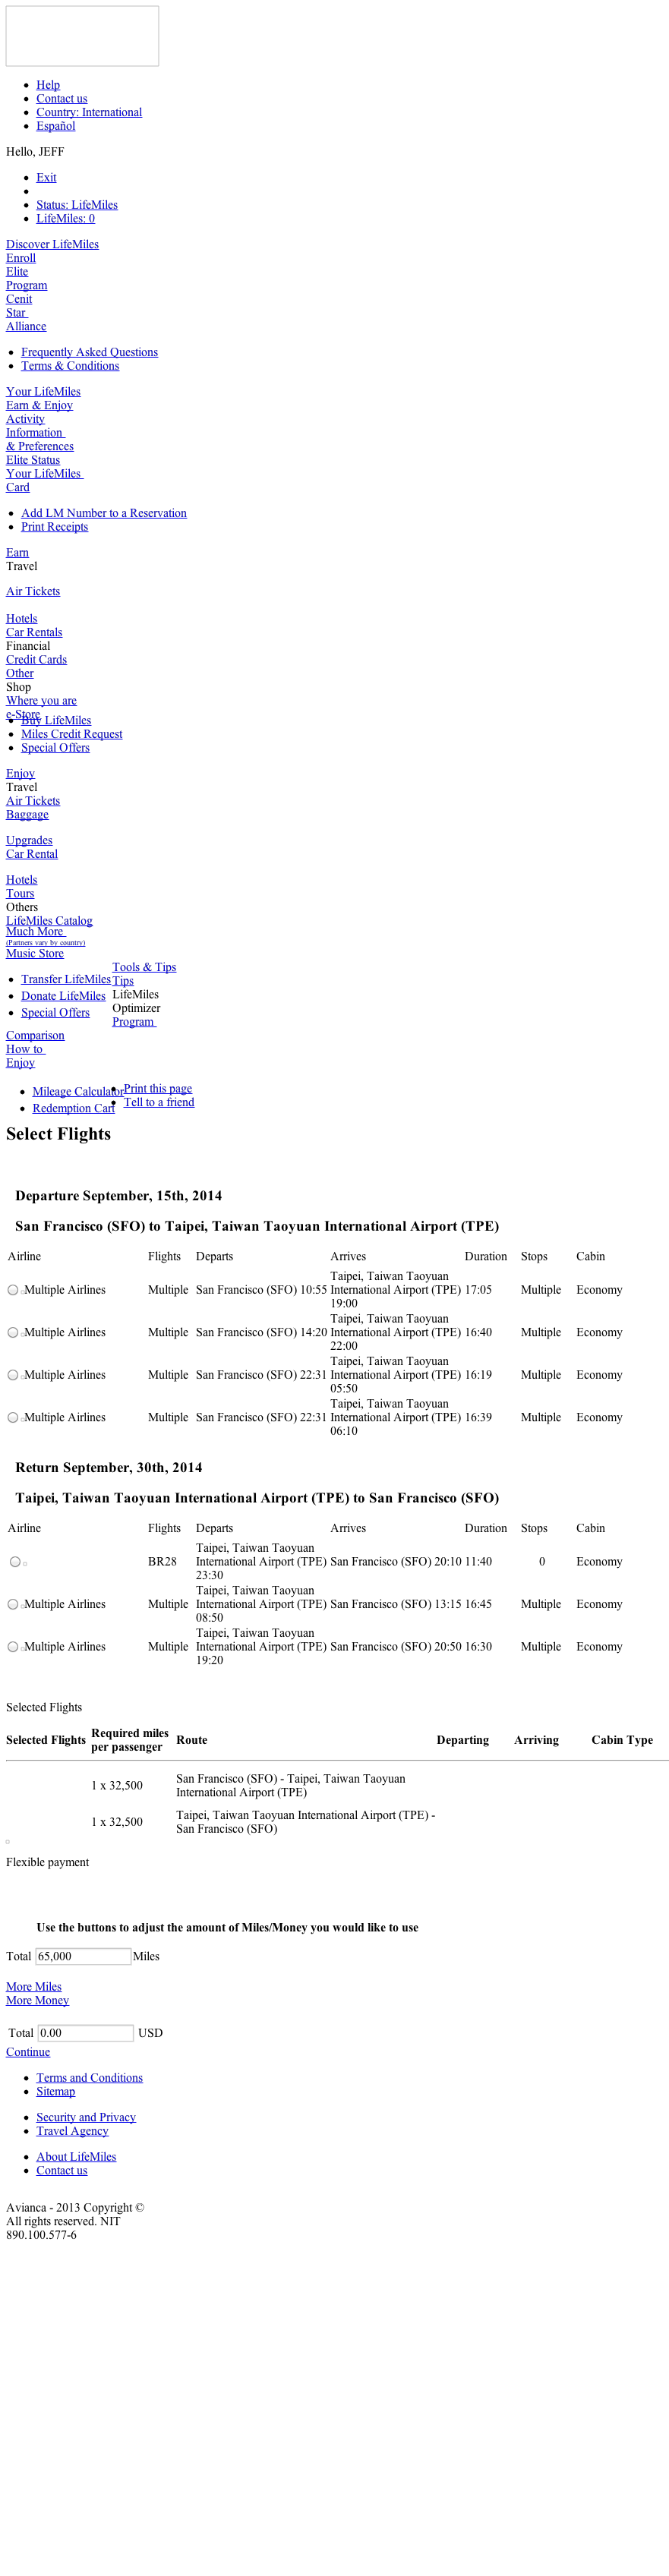 Help
Contact us
Country: International
Español
Hello, JEFF
Exit
Status: LifeMiles
LifeMiles: 0
Discover LifeMiles
Enroll
Elite
Program
Cenit
Star
Alliance
Frequently Asked Questions
Terms & Conditions
Your LifeMiles
Earn & Enjoy
Activity
Information
& Preferences
Elite Status
Your LifeMiles
Card
Add LM Number to a Reservation
Print Receipts
Earn
Travel
Air Tickets
Hotels
Car Rentals
Financial
Credit Cards
Other
Shop
Where you are
e-Store
Buy LifeMiles
Miles Credit Request
Special Offers
Enjoy
Travel
Air Tickets
Baggage
Upgrades
Car Rental
Hotels
Tours
Others
LifeMiles Catalog
Much More
(Partners vary by country)
Music Store
Transfer LifeMiles
Donate LifeMiles
Special Offers
Tools & Tips
Tips
LifeMiles
Optimizer
Program
Comparison
How to
Enjoy
Mileage Calculator
Redemption Cart
Print this page
Tell to a friend
Select Flights
Departure September, 15th, 2014
San Francisco (SFO) to Taipei, Taiwan Taoyuan International Airport (TPE)
Airline Flights Departs Arrives Duration Stops Cabin
Multiple Airlines Multiple San Francisco (SFO) 10:55 Taipei, Taiwan Taoyuan International Airport (TPE) 19:00 17:05 Multiple Economy
Multiple Airlines Multiple San Francisco (SFO) 14:20 Taipei, Taiwan Taoyuan International Airport (TPE) 22:00 16:40 Multiple Economy
Multiple Airlines Multiple San Francisco (SFO) 22:31 Taipei, Taiwan Taoyuan International Airport (TPE) 05:50 16:19 Multiple Economy
Multiple Airlines Multiple San Francisco (SFO) 22:31 Taipei, Taiwan Taoyuan International Airport (TPE) 06:10 16:39 Multiple Economy
Return September, 30th, 2014
Taipei, Taiwan Taoyuan International Airport (TPE) to San Francisco (SFO)
Airline Flights Departs Arrives Duration Stops Cabin
BR28 Taipei, Taiwan Taoyuan International Airport (TPE) 23:30 San Francisco (SFO) 20:10 11:40 0 Economy
Multiple Airlines Multiple Taipei, Taiwan Taoyuan International Airport (TPE) 08:50 San Francisco (SFO) 13:15 16:45 Multiple Economy
Multiple Airlines Multiple Taipei, Taiwan Taoyuan International Airport (TPE) 19:20 San Francisco (SFO) 20:50 16:30 Multiple Economy
Selected Flights
Selected Flights Required miles per passenger Route Departing Arriving Cabin Type
1 x 32,500 San Francisco (SFO) - Taipei, Taiwan Taoyuan International Airport (TPE)
1 x 32,500 Taipei, Taiwan Taoyuan International Airport (TPE) - San Francisco (SFO)
Flexible payment
Use the buttons to adjust the amount of Miles/Money you would like to use
Total 65,000 Miles
More Miles
More Money
Total 0.00 USD
Continue
Terms and Conditions
Sitemap
Security and Privacy
Travel Agency
About LifeMiles
Contact us
Avianca - 2013 Copyright ©
All rights reserved. NIT
890.100.577-6